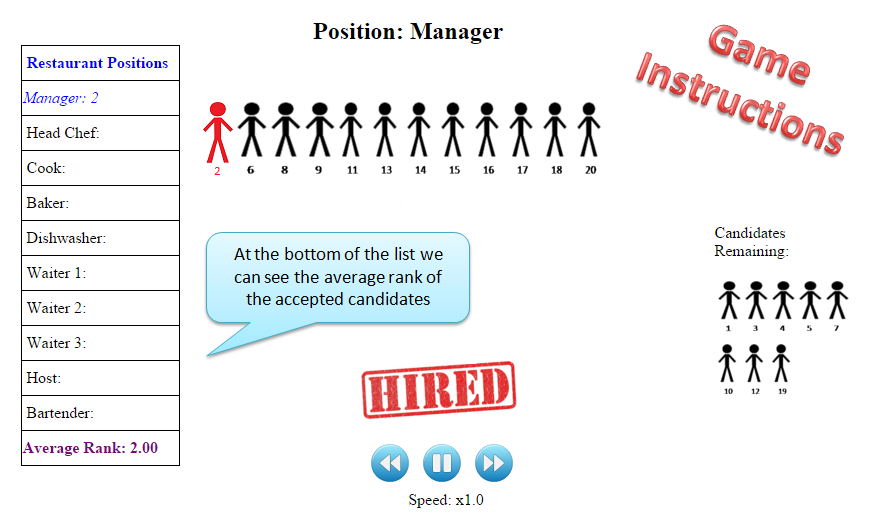 Position: Manager
Game
Instructions
Restaurant Positions
Manager: 2
Head Chef:
Cook:
Baker:
Dishwasher:
Waiter 1:
Waiter 2:
Waiter 3:
Host:
Bartender:
Average Rank: 2.00
2 6 8 9 11 13 14 15 16 17 18 20
At the bottom of the list we
can see the average rank of
the accepted candidates
HIRED
Speed: x1.0
Candidates
Remaining:
1 3 4 5 7
10 12 19